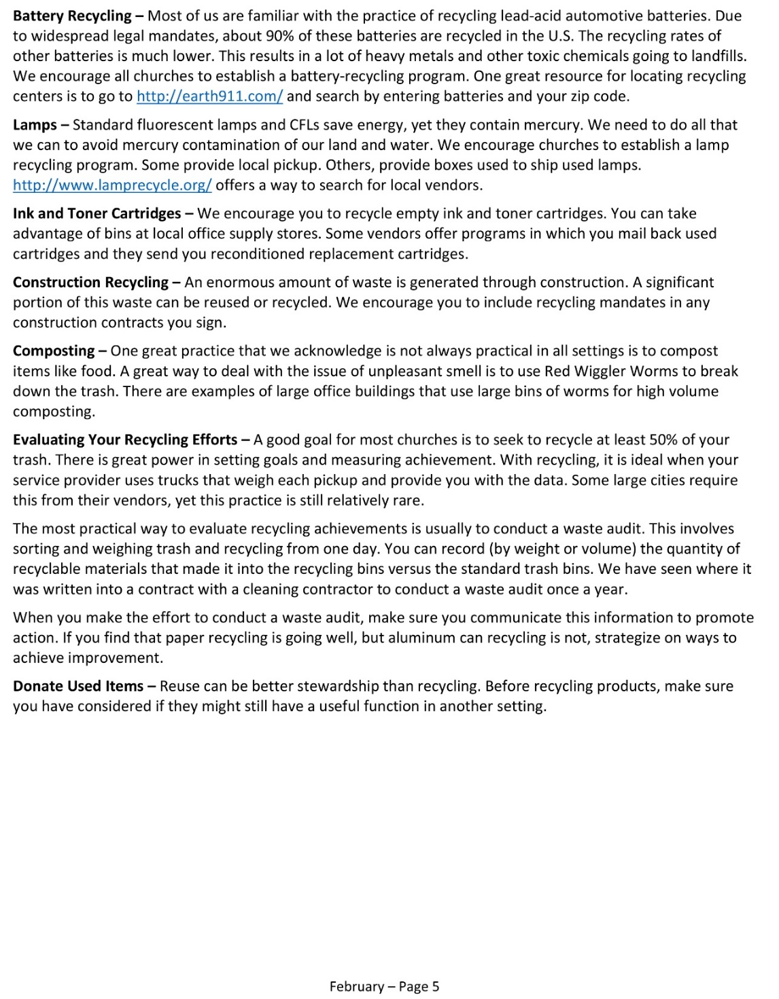 Battery Recycling – Most of us are familiar with the practice of recycling lead-acid automotive batteries. Due
to widespread legal mandates, about 90% of these batteries are recycled in the U.S. The recycling rates of
other batteries is much lower. This results in a lot of heavy metals and other toxic chemicals going to landfills.
We encourage all churches to establish a battery-recycling program. One great resource for locating recycling
centers is to go to http://earth911.com/ and search by entering batteries and your zip code.
Lamps – Standard fluorescent lamps and CFLs save energy, yet they contain mercury. We need to do all that
we can to avoid mercury contamination of our land and water. We encourage churches to establish a lamp
recycling program. Some provide local pickup. Others, provide boxes used to ship used lamps.
http://www.lamprecycle.org/ offers a way to search for local vendors.
Ink and Toner Cartridges – We encourage you to recycle empty ink and toner cartridges. You can take
advantage of bins at local office supply stores. Some vendors offer programs in which you mail back used
cartridges and they send you reconditioned replacement cartridges.
Construction Recycling – An enormous amount of waste is generated through construction. A significant
portion of this waste can be reused or recycled. We encourage you to include recycling mandates in any
construction contracts you sign.
Composting – One great practice that we acknowledge is not always practical in all settings is to compost
items like food. A great way to deal with the issue of unpleasant smell is to use Red Wiggler Worms to break
down the trash. There are examples of large office buildings that use large bins of worms for high volume
composting.
Evaluating Your Recycling Efforts – A good goal for most churches is to seek to recycle at least 50% of your
trash. There is great power in setting goals and measuring achievement. With recycling, it is ideal when your
service provider uses trucks that weigh each pickup and provide you with the data. Some large cities require
this from their vendors, yet this practice is still relatively rare.
The most practical way to evaluate recycling achievements is usually to conduct a waste audit. This involves
sorting and weighing trash and recycling from one day. You can record (by weight or volume) the quantity of
recyclable materials that made it into the recycling bins versus the standard trash bins. We have seen where it
was written into a contract with a cleaning contractor to conduct a waste audit once a year.
When you make the effort to conduct a waste audit, make sure you communicate this information to promote
action. If you find that paper recycling is going well, but aluminum can recycling is not, strategize on ways to
achieve improvement.
Donate Used Items – Reuse can be better stewardship than recycling. Before recycling products, make sure
you have considered if they might still have a useful function in another setting.
February – Page 5